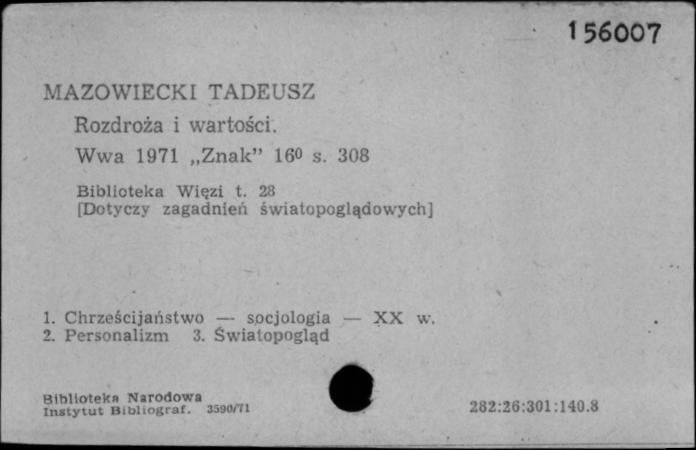 156007
MAZOWIECKI TADEUSZ
Rozdroża i wartości.
Wwa 1971 „Znak” 16⁰ s. 308
Biblioteka Więzi t. 28
[Dotyczy zagadnień światopoglądowych]
1. Chrześcijaństwo — socjologia — XX w.
2. Personalizm 3. Światopogląd
Biblioteka Narodowa
Instytut Bibliograf. 3590/71
282:26:301:140.8